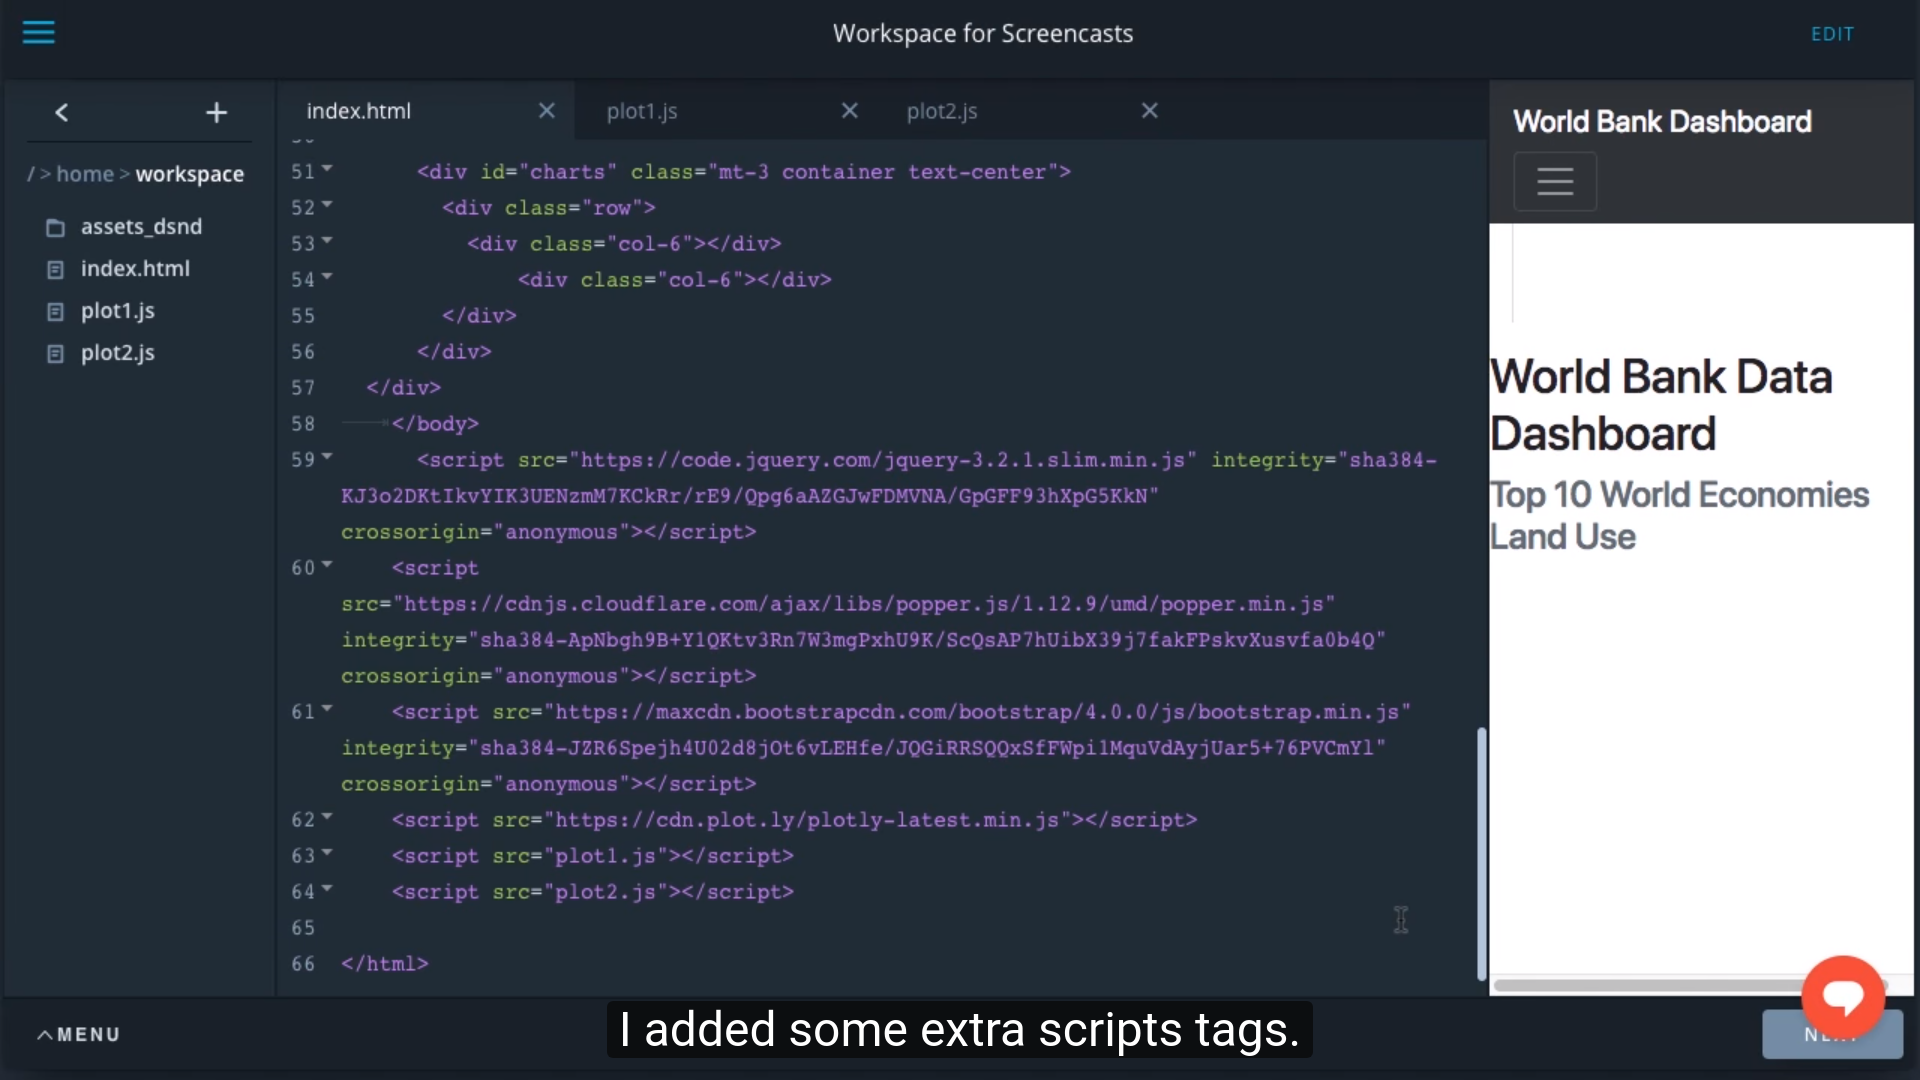 Workspace for Screencasts
EDIT
index.html
plot1.js
plot2.js
/ > home > workspace
assets_dsnd
index.html
plot1.js
plot2.js
51 <div id="charts" class="mt-3 container text-center">
52 <div class="row">
53 <div class="col-6"></div>
54 <div class="col-6"></div>
55 </div>
56 </div>
57 </div>
58 </body>
59 <script src="https://code.jquery.com/jquery-3.2.1.slim.min.js" integrity="sha384-
KJ3o2DKtIkvYIK3UENzmM7KCkRr/rE9/Qpg6aAZGJwFDMVNA/GpGFF93hXpG5KkN"
crossorigin="anonymous"></script>
60 <script
src="https://cdnjs.cloudflare.com/ajax/libs/popper.js/1.12.9/umd/popper.min.js"
integrity="sha384-ApNbgh9B+Y1QKtv3Rn7W3mgPxhU9K/ScQsAP7hUibX39j7fakFPskvXusvfa0b4Q"
crossorigin="anonymous"></script>
61 <script src="https://maxcdn.bootstrapcdn.com/bootstrap/4.0.0/js/bootstrap.min.js"
integrity="sha384-JZR6Spejh4U02d8jOt6vLEHfe/JQGiRRSQQxSfFWpi1MquVdAyjUar5+76PVCmYl"
crossorigin="anonymous"></script>
62 <script src="https://cdn.plot.ly/plotly-latest.min.js"></script>
63 <script src="plot1.js"></script>
64 <script src="plot2.js"></script>
65
66 </html>
World Bank Dashboard
World Bank Data
Dashboard
Top 10 World Economies
Land Use
MENU
I added some extra scripts tags.